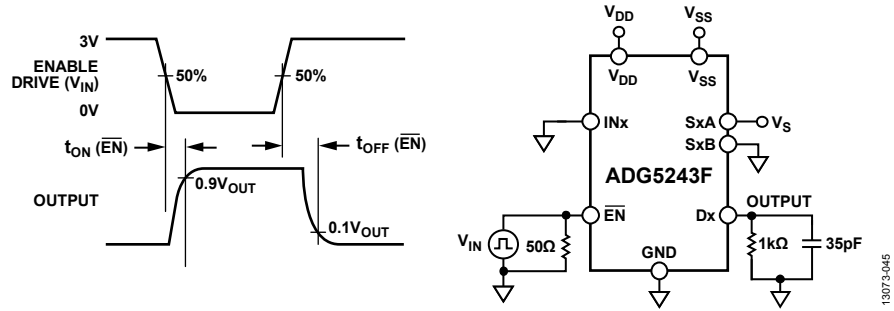 3V
ENABLE
DRIVE (VIN)
50%
50%
0V
tON (EN)
tOFF (EN)
OUTPUT
0.9VOUT
0.1VOUT
VDD
VSS
VDD
VSS
INx
SxA
VS
SxB
ADG5243F
OUTPUT
EN
Dx
VIN
50Ω
GND
1kΩ
35pF
13073-045